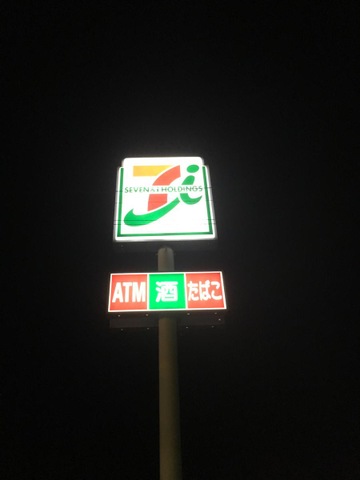 SEVEN & i HOLDINGS
ATM 酒 たばこ